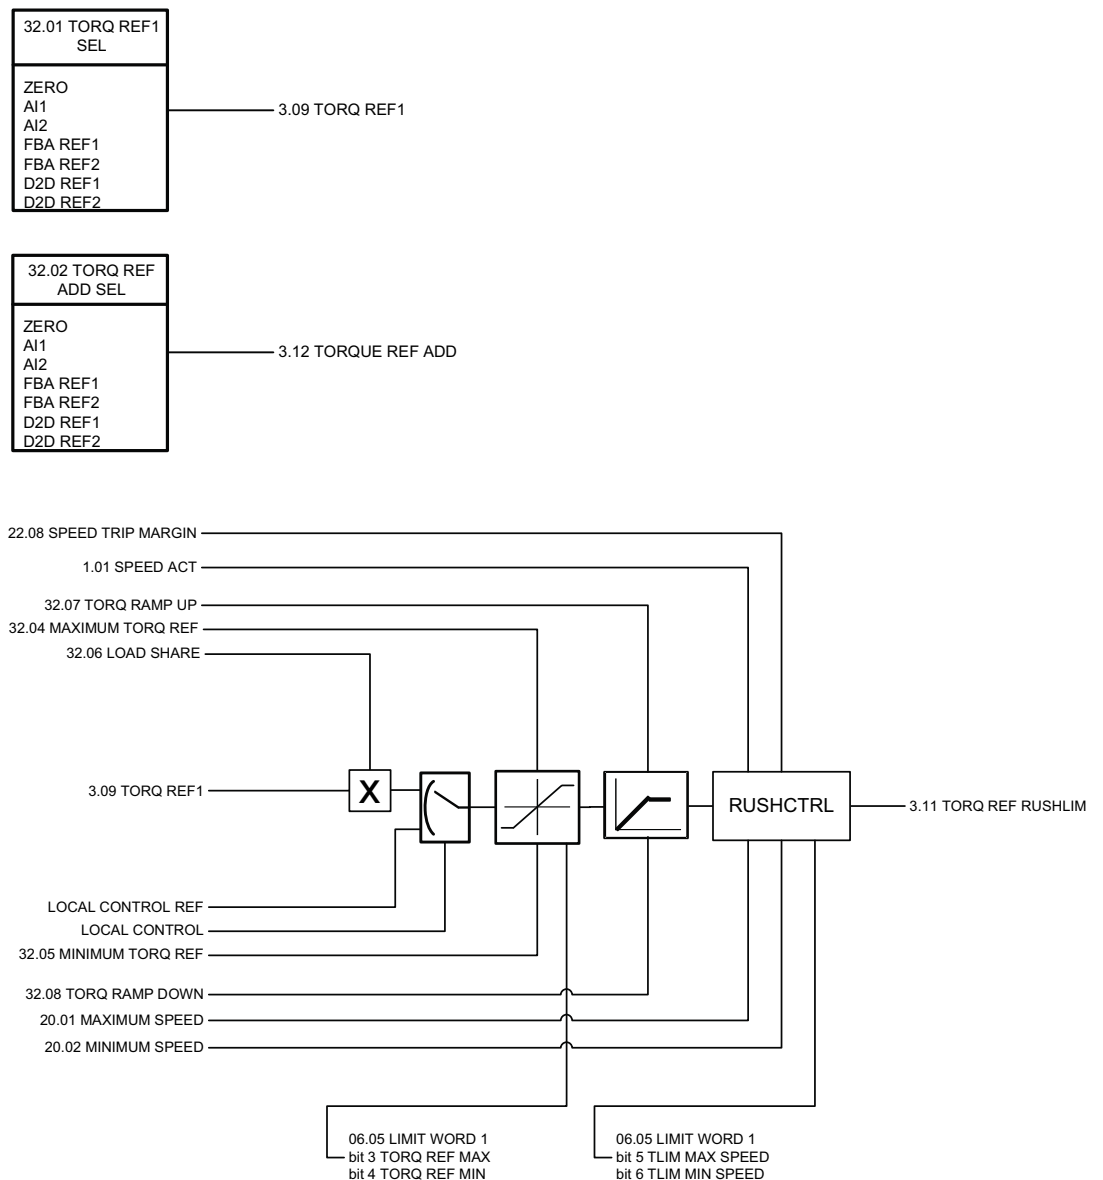 32.01 TORQ REF1
SEL
ZERO
AI1
AI2
FBA REF1
FBA REF2
D2D REF1
D2D REF2
3.09 TORQ REF1
32.02 TORQ REF
ADD SEL
ZERO
AI1
AI2
FBA REF1
FBA REF2
D2D REF1
D2D REF2
3.12 TORQUE REF ADD
22.08 SPEED TRIP MARGIN
1.01 SPEED ACT
32.07 TORQ RAMP UP
32.04 MAXIMUM TORQ REF
32.06 LOAD SHARE
3.09 TORQ REF1
X
RUSHCTRL
3.11 TORQ REF RUSHLIM
LOCAL CONTROL REF
LOCAL CONTROL
32.05 MINIMUM TORQ REF
32.08 TORQ RAMP DOWN
20.01 MAXIMUM SPEED
20.02 MINIMUM SPEED
06.05 LIMIT WORD 1
bit 3 TORQ REF MAX
bit 4 TORQ REF MIN
06.05 LIMIT WORD 1
bit 5 TLIM MAX SPEED
bit 6 TLIM MIN SPEED